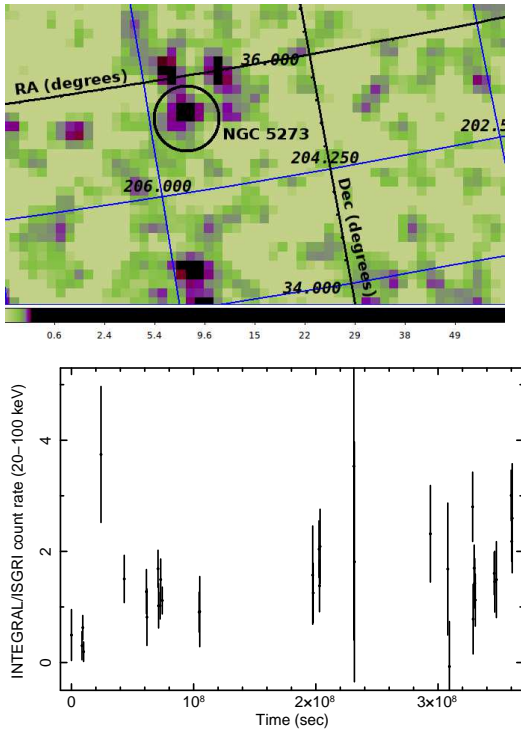 36.000
RA (degrees)
NGC 5273
202.5
204.250
206.000
Dec (degrees)
34.000
0.6 2.4 5.4 9.6 15 22 29 38 49
INTEGRAL/ISGRI count rate (20–100 keV)
4
2
0
0 10⁸ 2×10⁸ 3×10⁸
Time (sec)